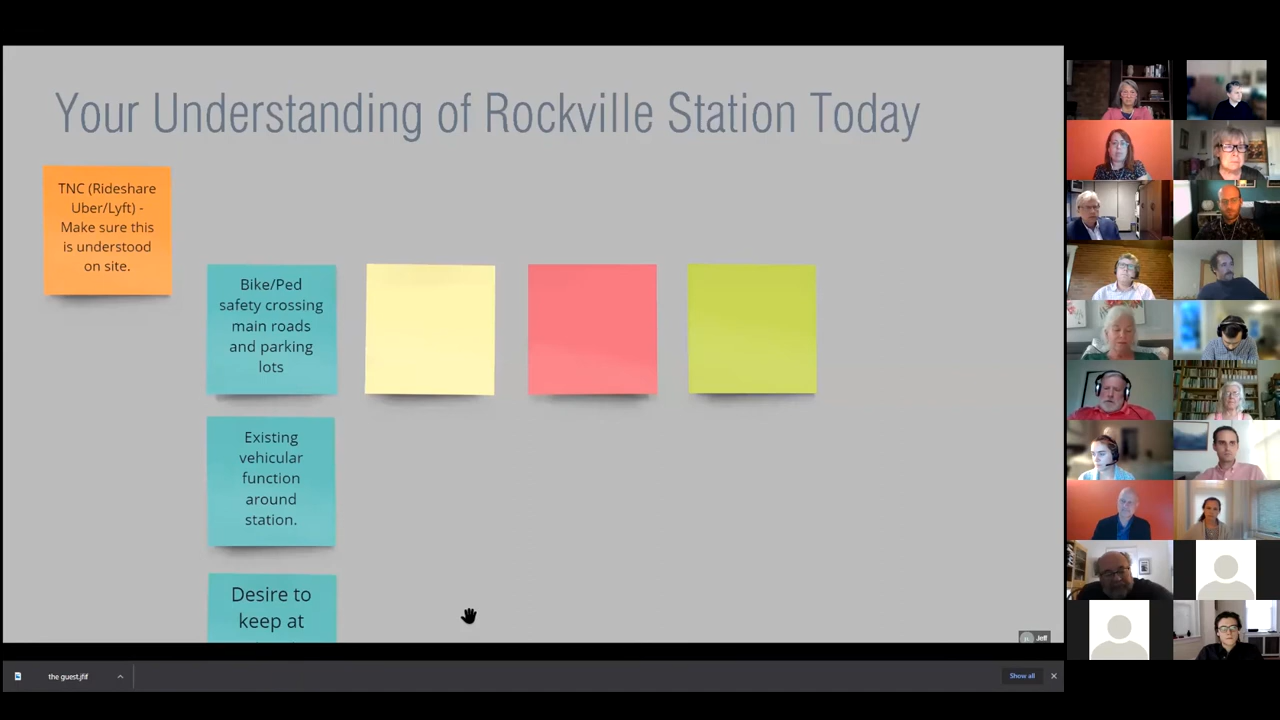 Your Understanding of Rockville Station Today
TNC (Rideshare
Uber/Lyft) -
Make sure this
is understood
on site.
Bike/Ped
safety crossing
main roads
and parking
lots
Existing
vehicular
function
around
station.
Desire to
keep at
Jeff
the guest.jfif
Show all